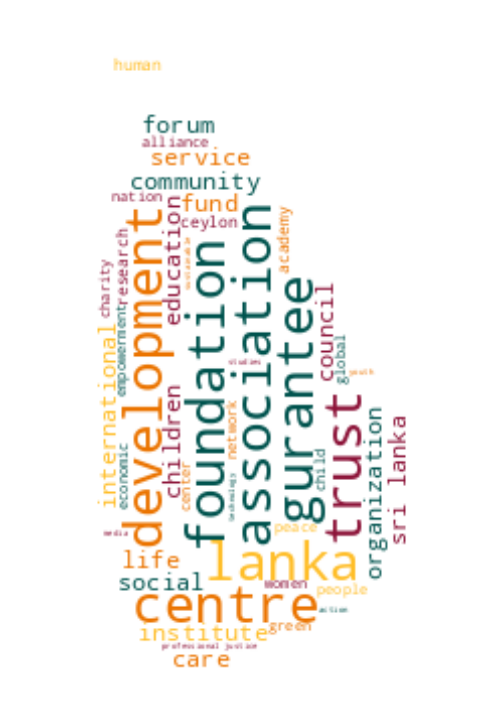 human
forum
alliance
service
community
nation
fund
ceylon
education
academy
research
charity
development
foundation
association
gurantee
sustainable
empowerment
international
council
global
youth
studies
children
trust
network
center
child
economic
technology
organization
sri lanka
media
peace
lanka
life
social
women
people
centre
active
green
institute
professional justice
care